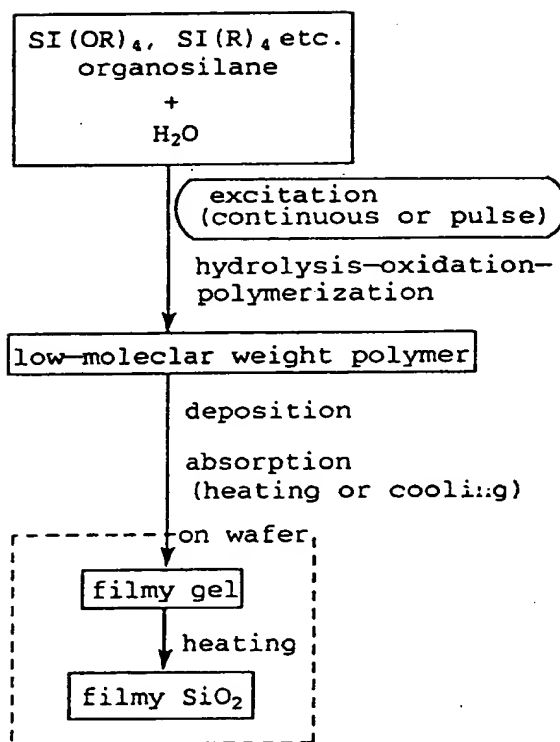 SI(OR)₄, SI(R)₄ etc.
organosilane
+
H₂O
excitation
(continuous or pulse)
hydrolysis—oxidation—
polymerization
low—moleclar weight polymer
deposition
absorption
(heating or cooling)
on wafer
filmy gel
heating
filmy SiO₂